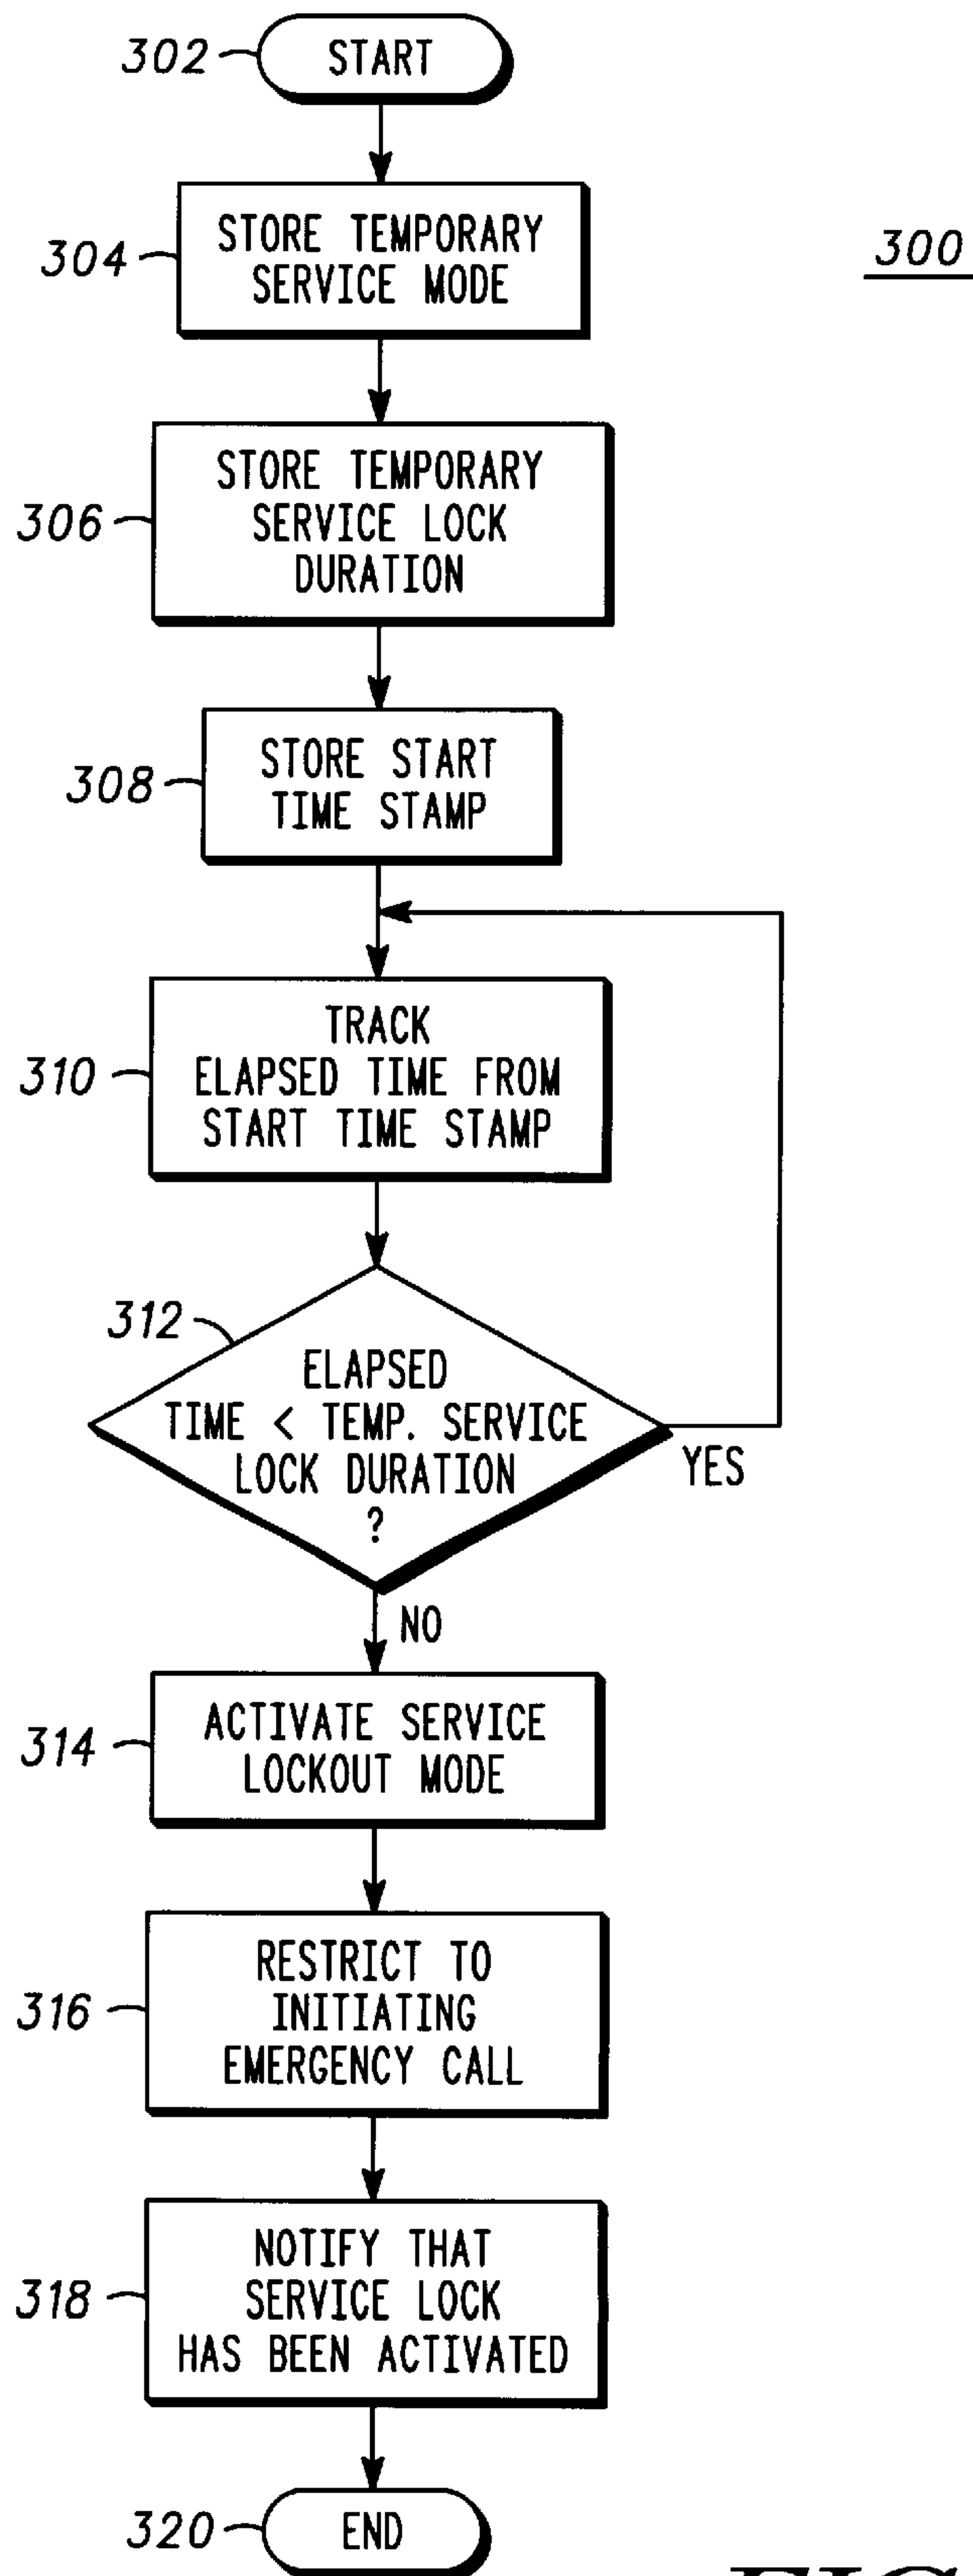 302
START
304
STORE TEMPORARY
SERVICE MODE
300
306
STORE TEMPORARY
SERVICE LOCK
DURATION
308
STORE START
TIME STAMP
310
TRACK
ELAPSED TIME FROM
START TIME STAMP
312
ELAPSED
TIME < TEMP. SERVICE
LOCK DURATION
?
YES
NO
314
ACTIVATE SERVICE
LOCKOUT MODE
316
RESTRICT TO
INITIATING
EMERGENCY CALL
318
NOTIFY THAT
SERVICE LOCK
HAS BEEN ACTIVATED
320
END